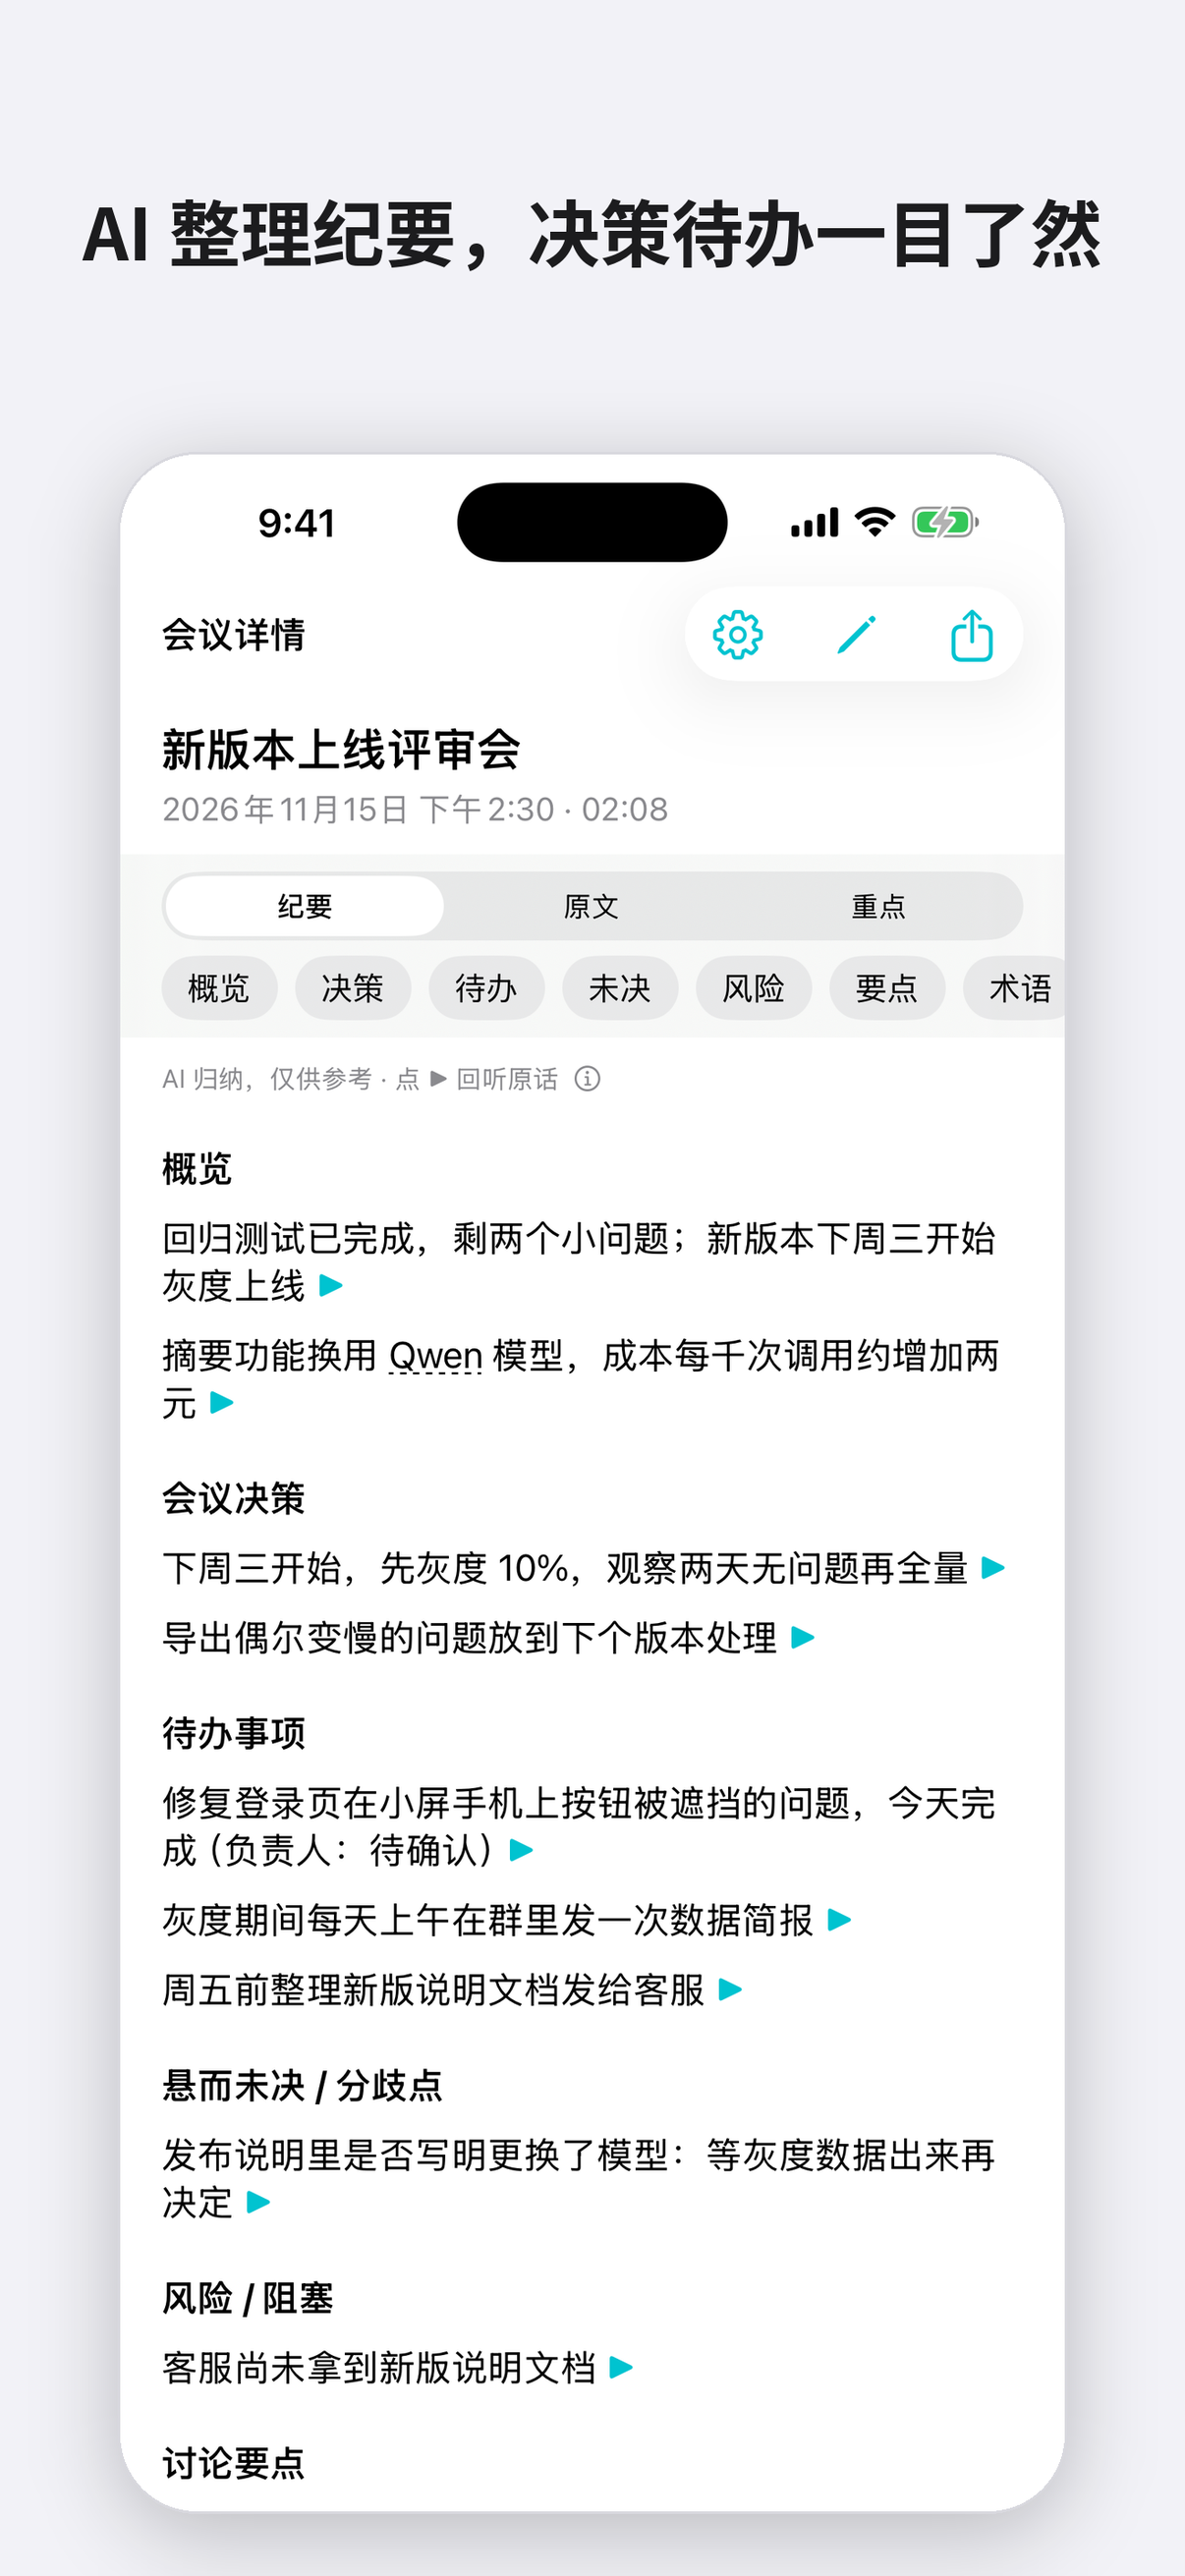 AI 整理纪要，决策待办一目了然
9:41
会议详情
新版本上线评审会
2026年11月15日 下午2:30 · 02:08
纪要 原文 重点
概览 决策 待办 未决 风险 要点 术语
AI 归纳，仅供参考 · 点 ▶ 回听原话
概览
回归测试已完成，剩两个小问题；新版本下周三开始
灰度上线
摘要功能换用 Qwen 模型，成本每千次调用约增加两
元
会议决策
下周三开始，先灰度 10%，观察两天无问题再全量
导出偶尔变慢的问题放到下个版本处理
待办事项
修复登录页在小屏手机上按钮被遮挡的问题，今天完
成（负责人：待确认）
灰度期间每天上午在群里发一次数据简报
周五前整理新版说明文档发给客服
悬而未决 / 分歧点
发布说明里是否写明更换了模型：等灰度数据出来再
决定
风险 / 阻塞
客服尚未拿到新版说明文档
讨论要点